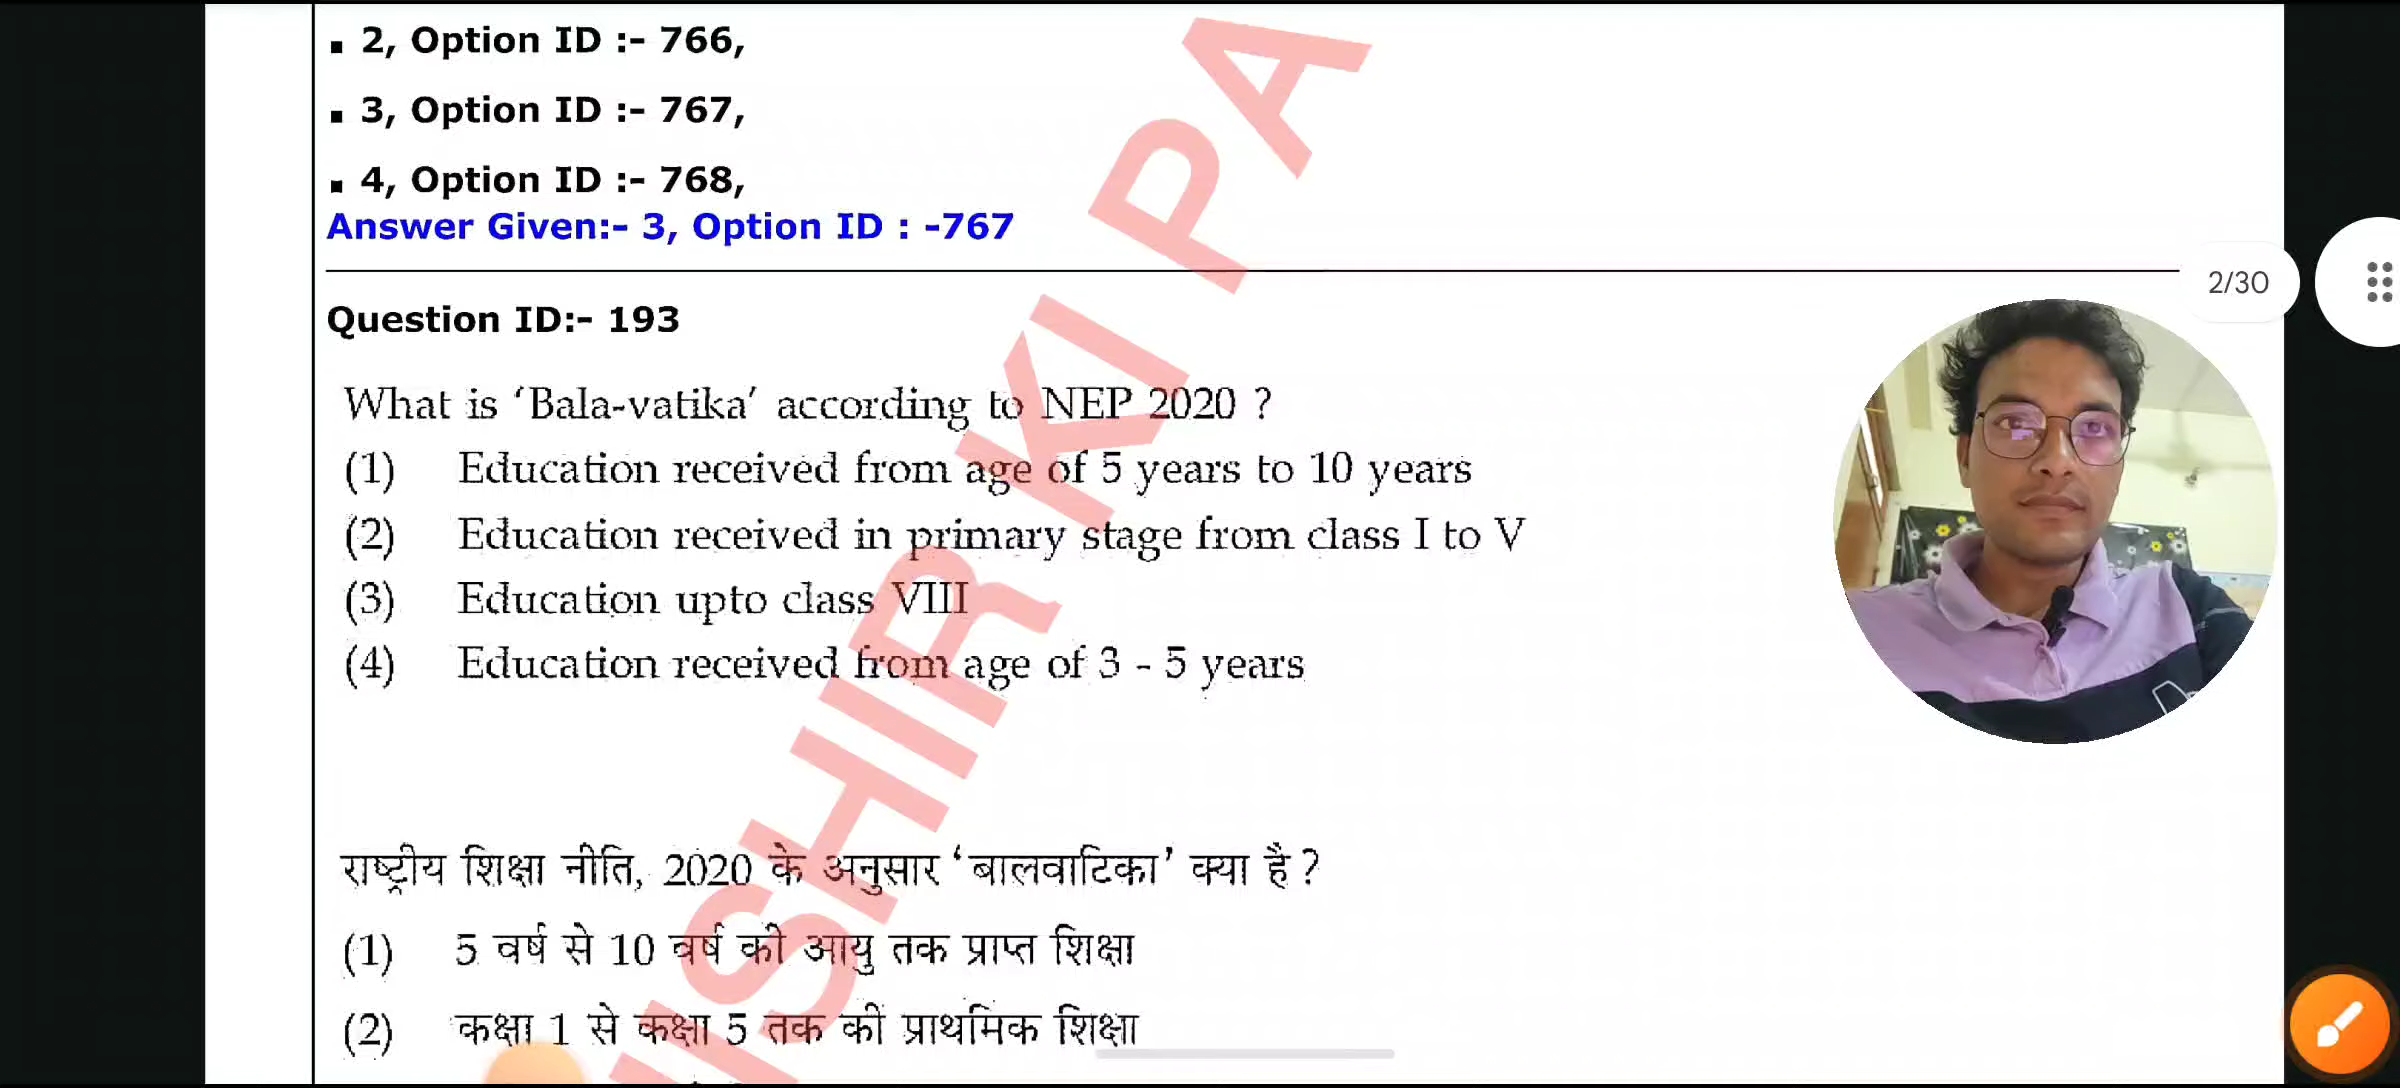 ▪ 2, Option ID :- 766,
▪ 3, Option ID :- 767,
▪ 4, Option ID :- 768,
Answer Given:- 3, Option ID : -767
2/30
Question ID:- 193
What is ‘Bala-vatika’ according to NEP 2020 ?
(1) Education received from age of 5 years to 10 years
(2) Education received in primary stage from class I to V
(3) Education upto class VIII
(4) Education received from age of 3 - 5 years
राष्ट्रीय शिक्षा नीति, 2020 के अनुसार ‘बालवाटिका’ क्या है ?
(1) 5 वर्ष से 10 वर्ष की आयु तक प्राप्त शिक्षा
(2) कक्षा 1 से कक्षा 5 तक की प्राथमिक शिक्षा
KI PA